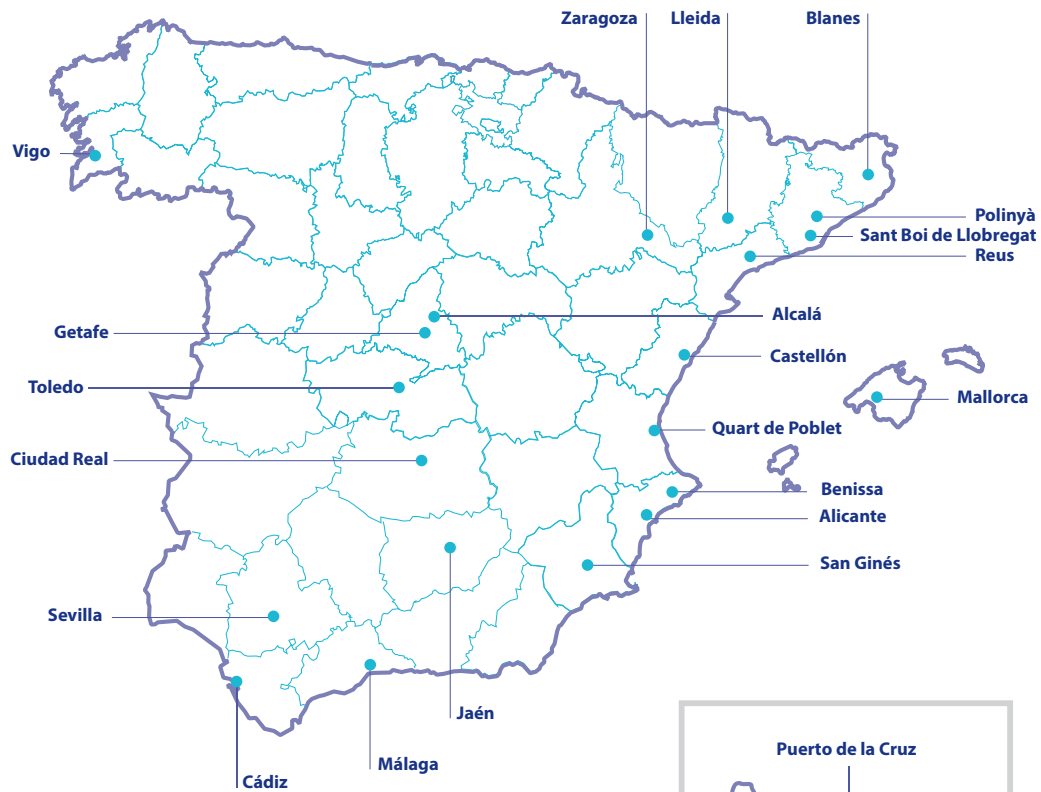 Zaragoza
Lleida
Blanes
Vigo
Polinyà
Sant Boi de Llobregat
Reus
Alcalá
Getafe
Castellón
Toledo
Mallorca
Quart de Poblet
Ciudad Real
Benissa
Alicante
San Ginés
Sevilla
Jaén
Puerto de la Cruz
Málaga
Cádiz